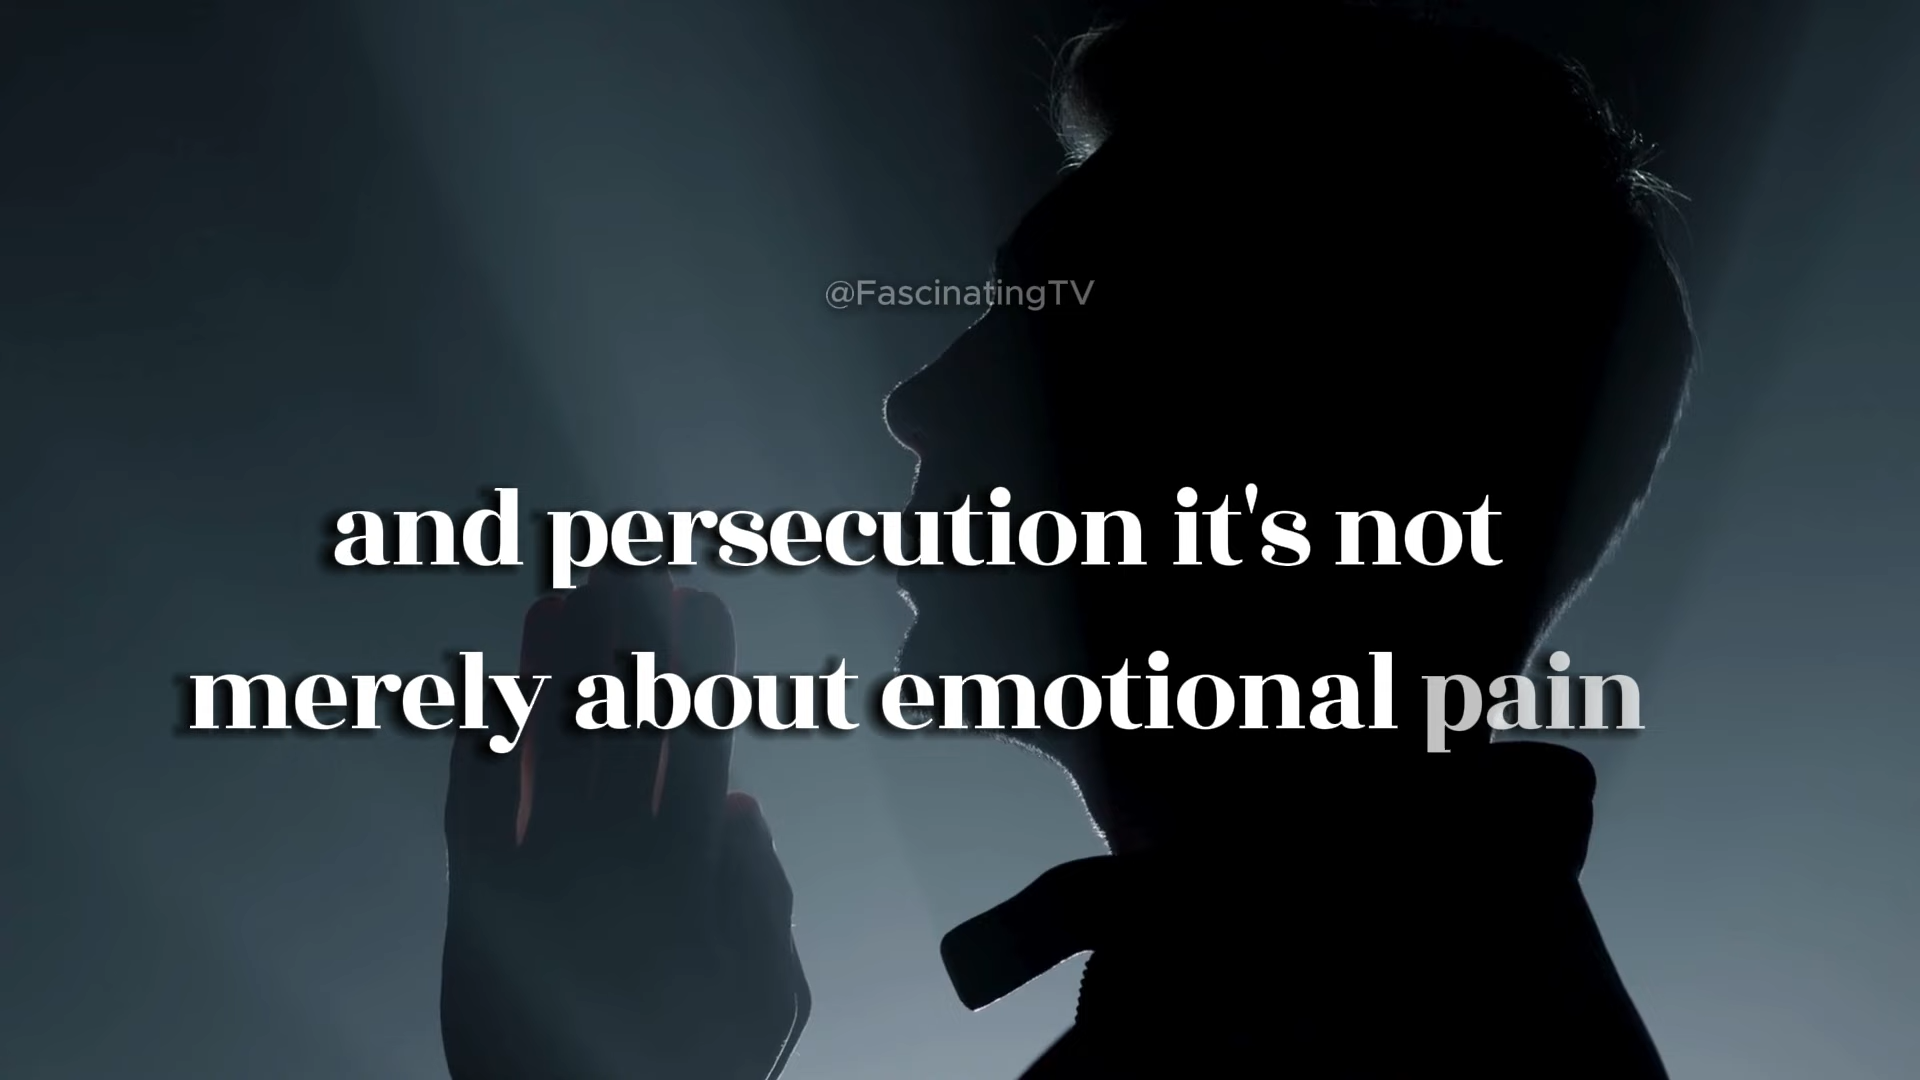 @FascinatingTV
and persecution it's not
merely about emotional pain